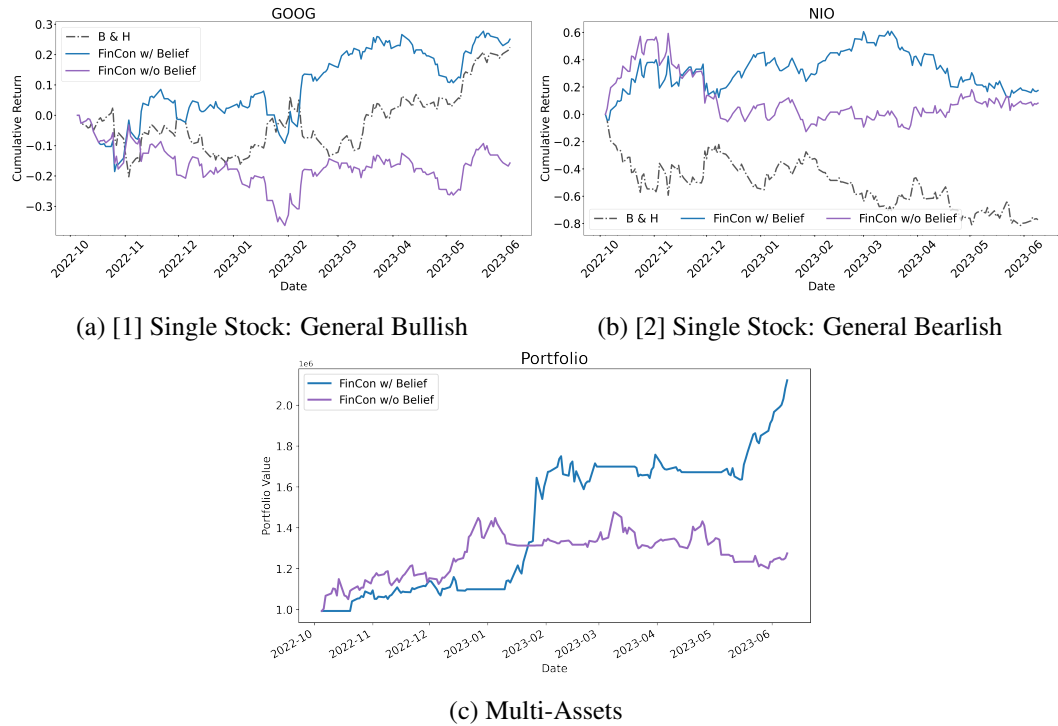 GOOG
B & H
FinCon w/ Belief
FinCon w/o Belief
Cumulative Return
0.3
0.2
0.1
0.0
−0.1
−0.2
−0.3
2022-10
2022-11
2022-12
2023-01
2023-02
2023-03
2023-04
2023-05
2023-06
Date
(a) [1] Single Stock: General Bullish
NIO
Cumulative Return
0.6
0.4
0.2
0.0
−0.2
−0.4
−0.6
−0.8
B & H
FinCon w/ Belief
FinCon w/o Belief
2022-10
2022-11
2022-12
2023-01
2023-02
2023-03
2023-04
2023-05
2023-06
Date
(b) [2] Single Stock: General Bearlish
Portfolio
1e6
FinCon w/ Belief
FinCon w/o Belief
Portfolio Value
2.0
1.8
1.6
1.4
1.2
1.0
2022-10
2022-11
2022-12
2023-01
2023-02
2023-03
2023-04
2023-05
2023-06
Date
(c) Multi-Assets